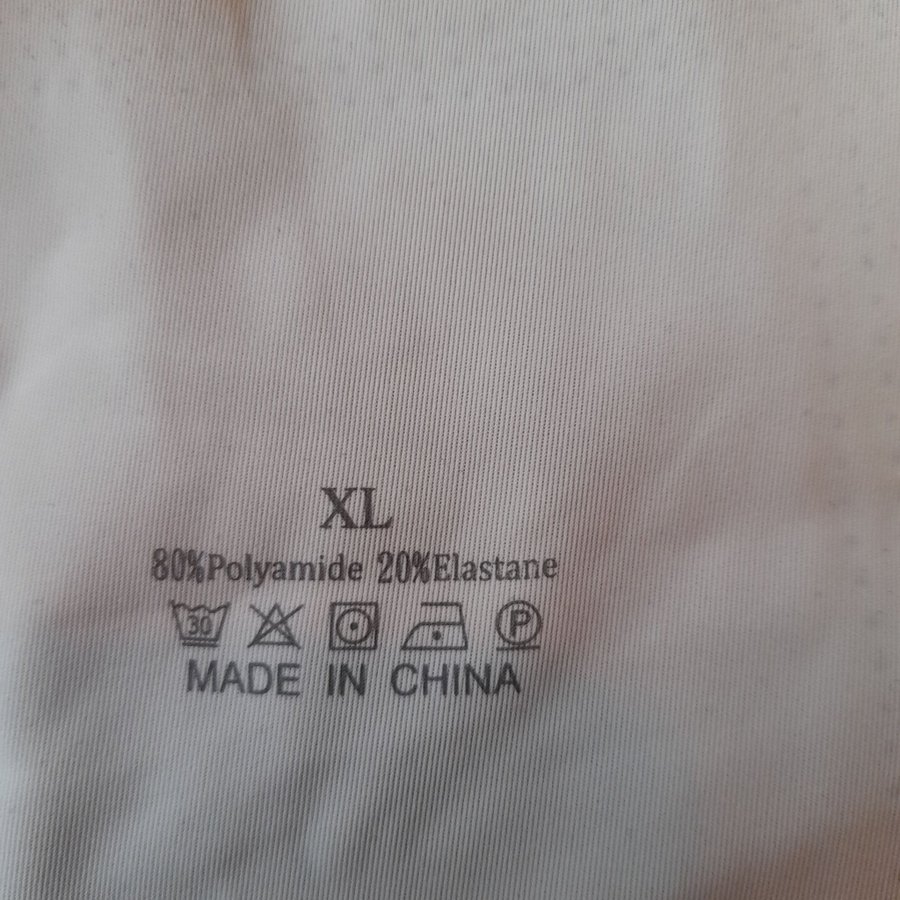 XL
80%Polyamide 20%Elastane
30 P
MADE IN CHINA